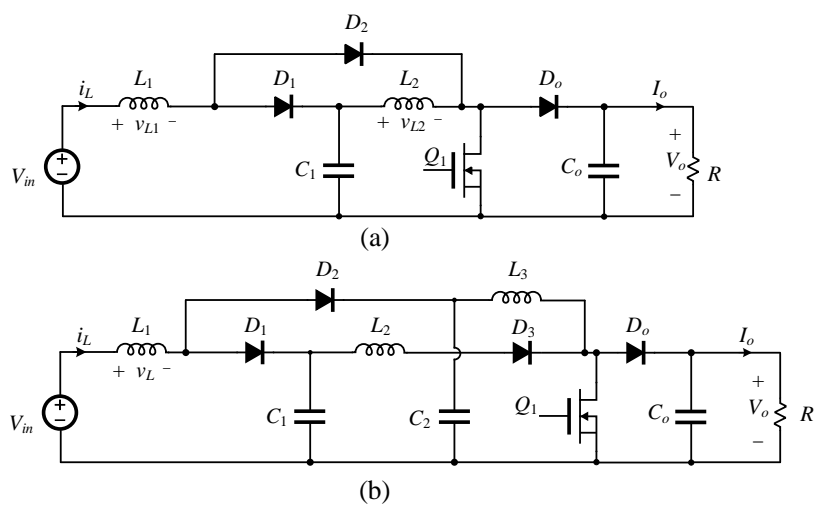 D2
iL L1 D1 L2 Do Io
+ vL1 − + vL2 − +
Vin + − C1 Q1 Co Vo R
−
(a)
D2 L3
iL L1 D1 L2 D3 Do Io
+ vL − +
Vin + − C1 C2 Q1 Co Vo R
−
(b)